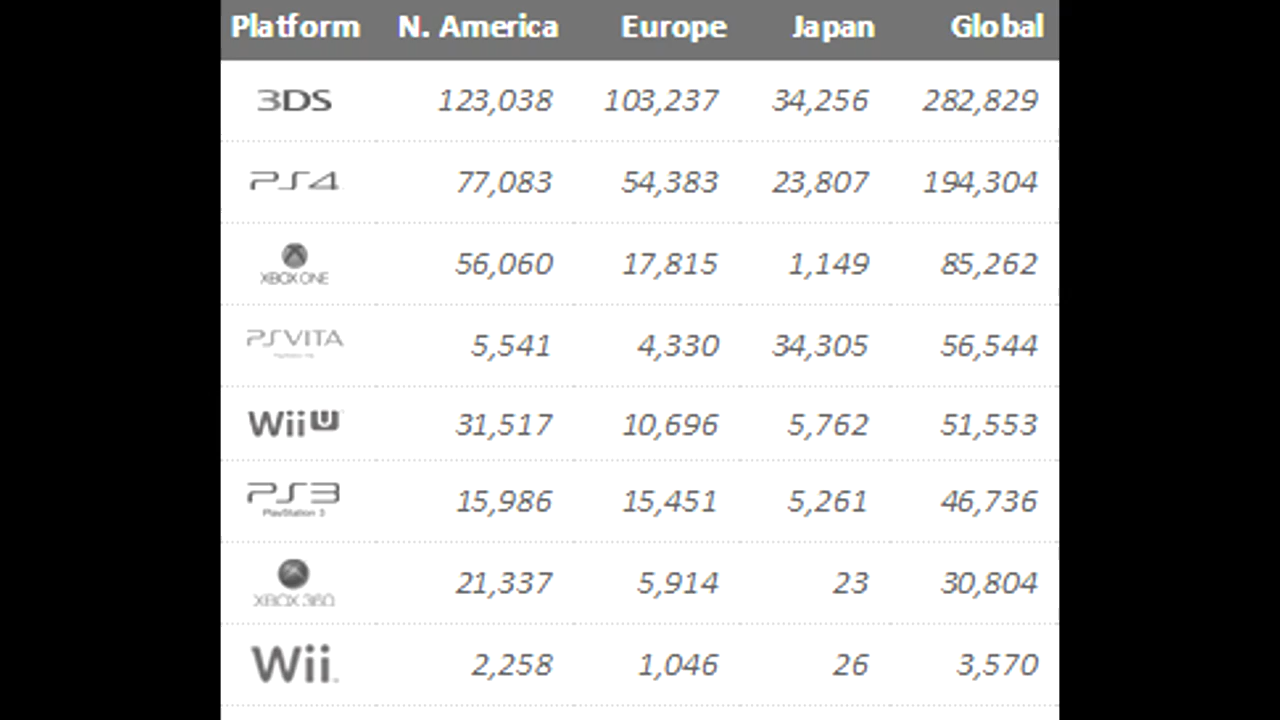 Platform N. America Europe Japan Global
3DS 123,038 103,237 34,256 282,829
PS4 77,083 54,383 23,807 194,304
XBOX ONE 56,060 17,815 1,149 85,262
PSVITA 5,541 4,330 34,305 56,544
Wii U 31,517 10,696 5,762 51,553
PS3 15,986 15,451 5,261 46,736
PlayStation 3
XBOX 360 21,337 5,914 23 30,804
Wii. 2,258 1,046 26 3,570